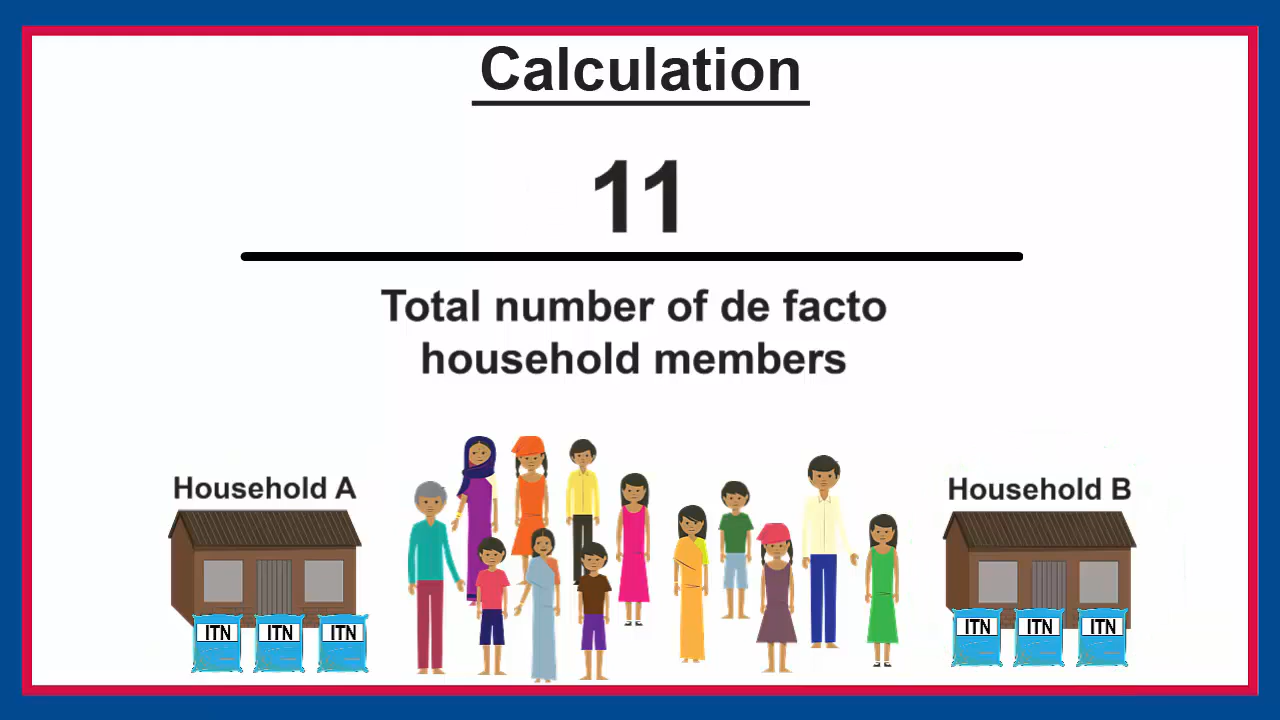 Calculation
11
Total number of de facto
household members
Household A
Household B
ITN ITN ITN
ITN ITN ITN